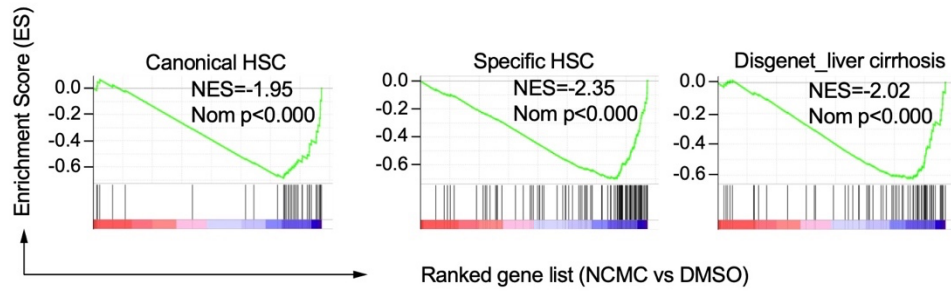 Enrichment Score (ES)
Canonical HSC
NES=-1.95
Nom p<0.000
0.0
-0.2
-0.4
-0.6
Specific HSC
NES=-2.35
Nom p<0.000
0.0
-0.2
-0.4
-0.6
Disgenet_liver cirrhosis
NES=-2.02
Nom p<0.000
0.0
-0.2
-0.4
-0.6
Ranked gene list (NCMC vs DMSO)